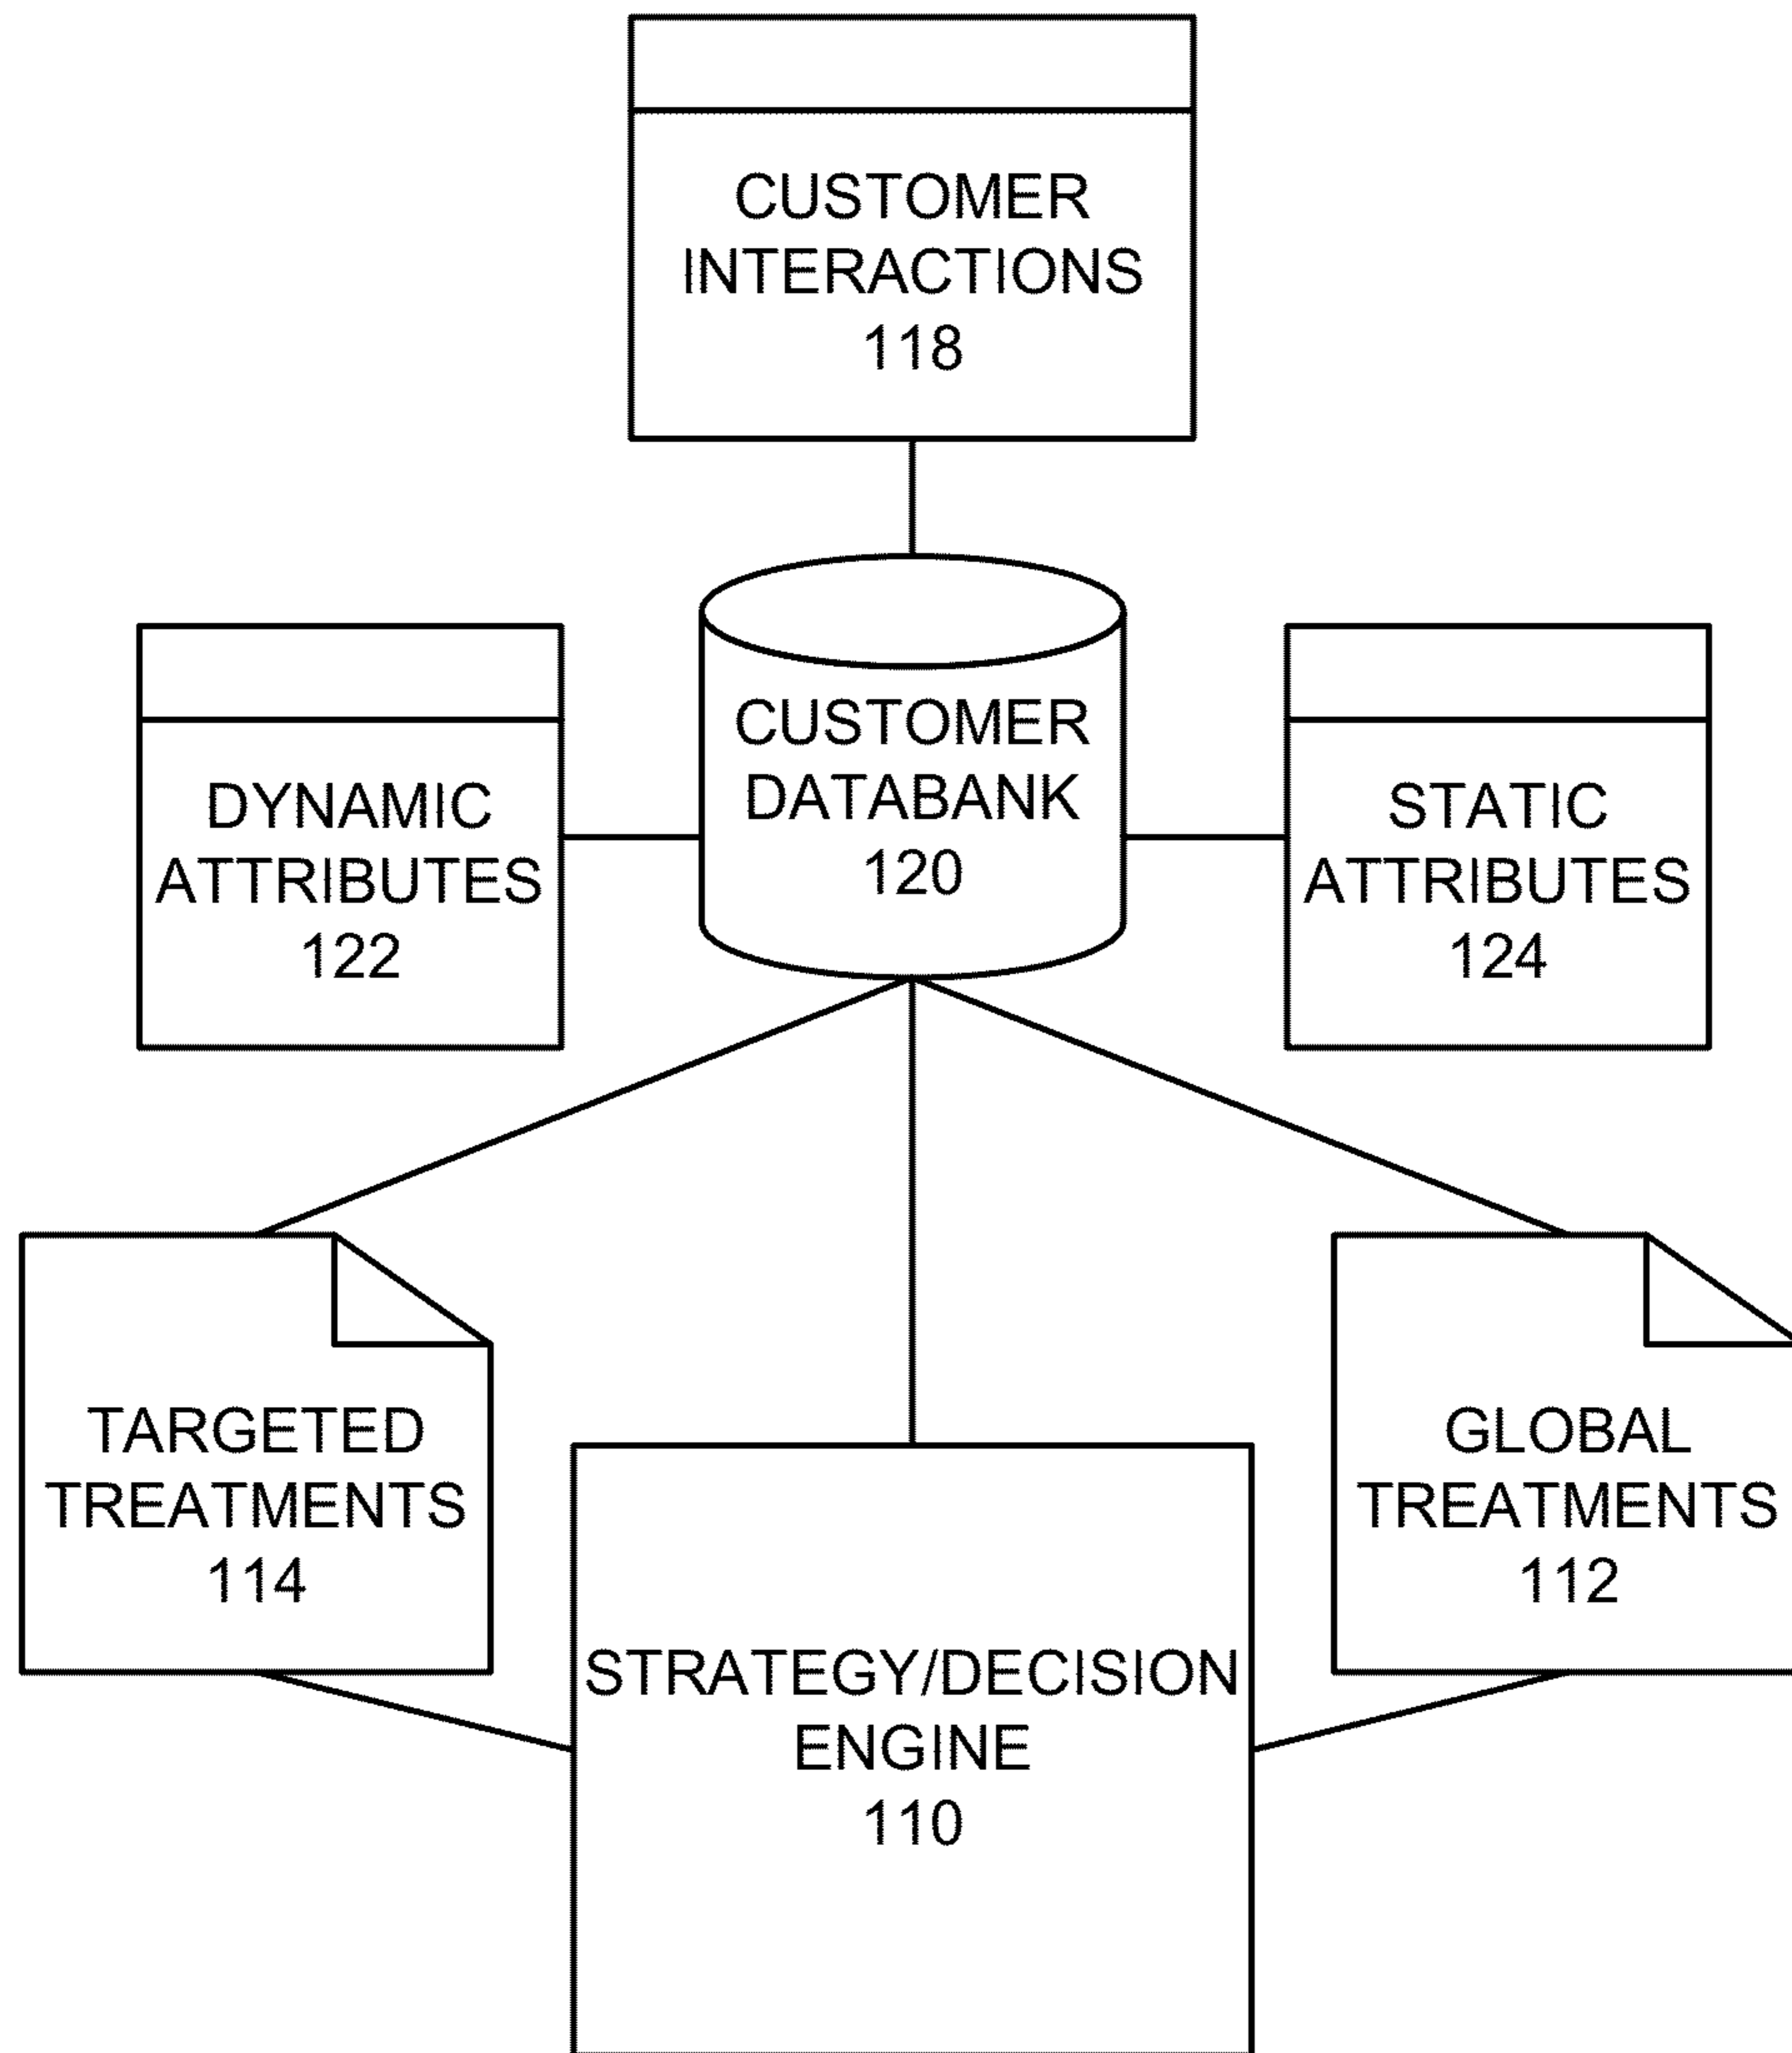 CUSTOMER
INTERACTIONS
118
CUSTOMER
DATABANK
120
DYNAMIC
ATTRIBUTES
122
STATIC
ATTRIBUTES
124
TARGETED
TREATMENTS
114
GLOBAL
TREATMENTS
112
STRATEGY/DECISION
ENGINE
110